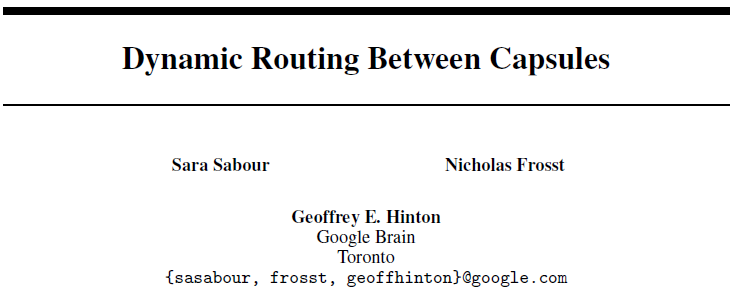 Dynamic Routing Between Capsules
Sara Sabour Nicholas Frosst
Geoffrey E. Hinton
Google Brain
Toronto
{sasabour, frosst, geoffhinton}@google.com